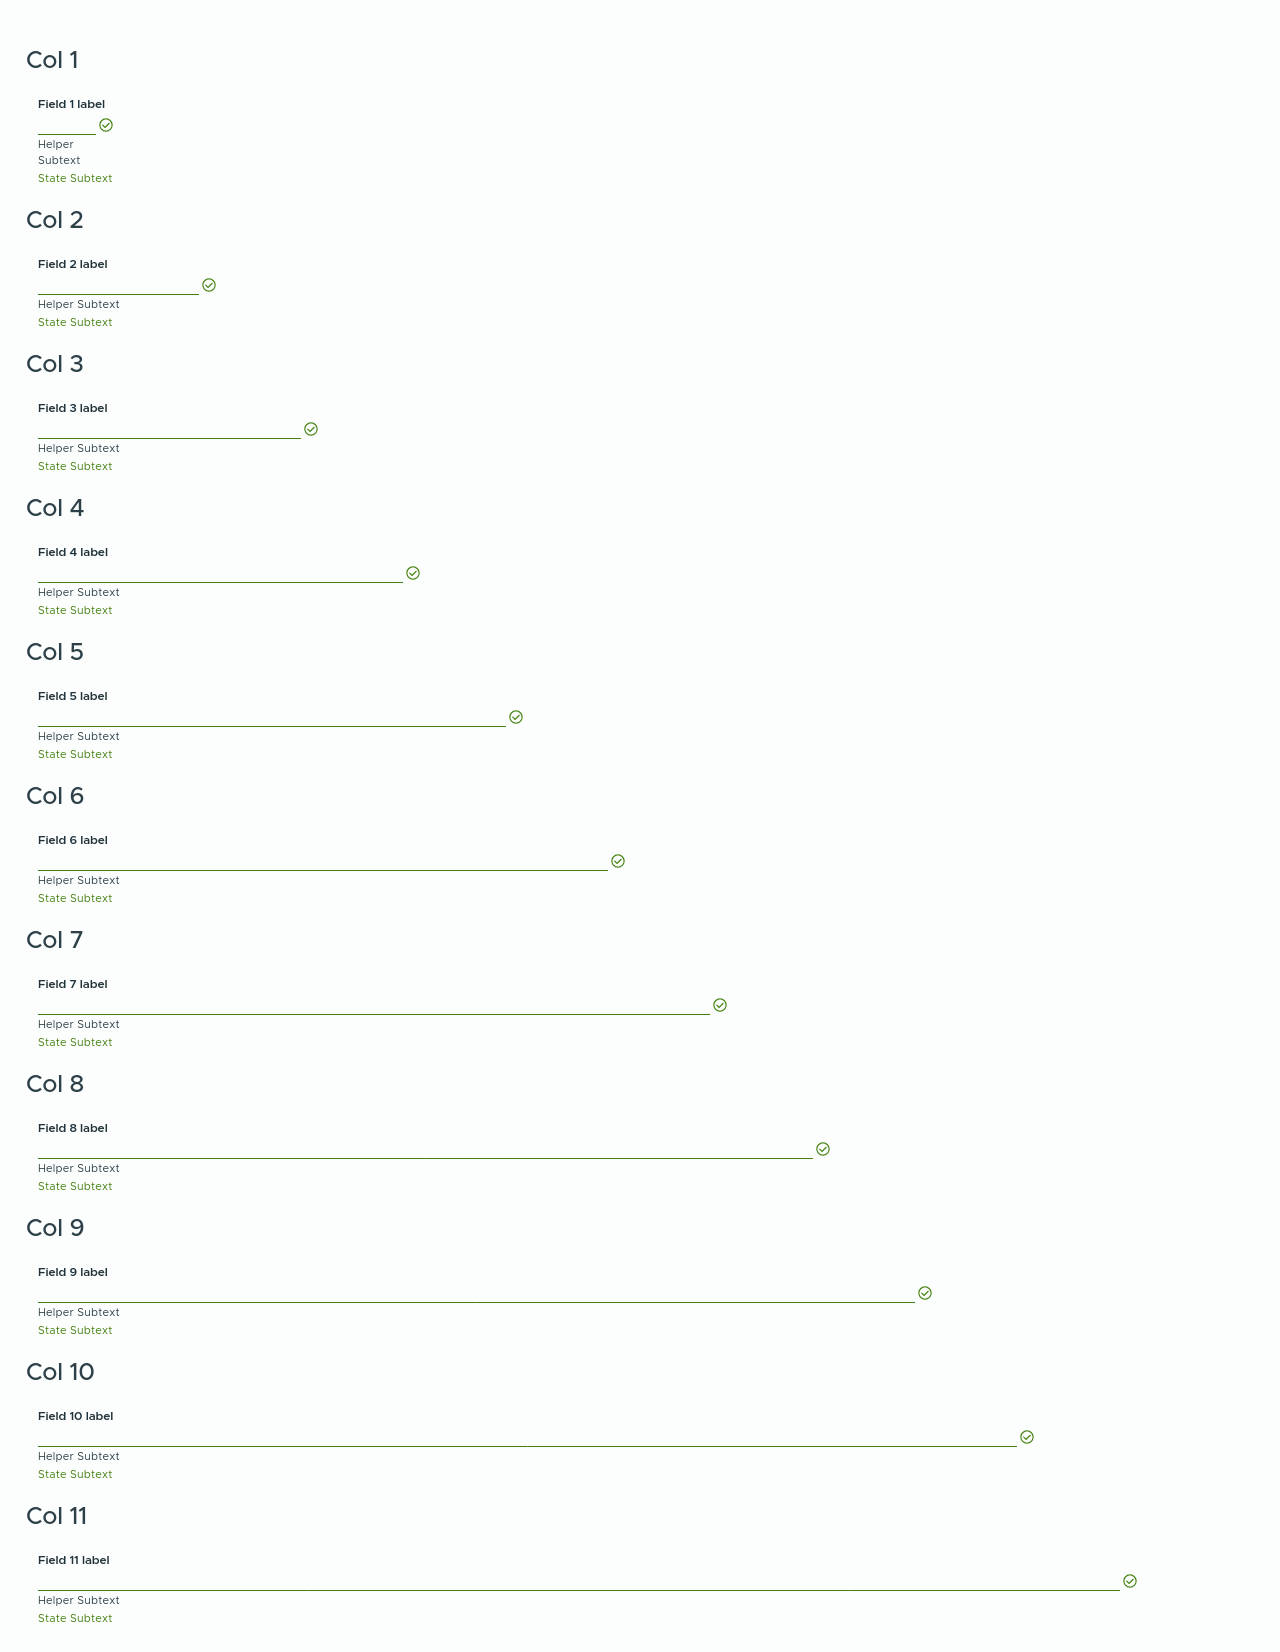 Col 1
Field 1 label
Helper
Subtext
State Subtext
Col 2
Field 2 label
Helper Subtext
State Subtext
Col 3
Field 3 label
Helper Subtext
State Subtext
Col 4
Field 4 label
Helper Subtext
State Subtext
Col 5
Field 5 label
Helper Subtext
State Subtext
Col 6
Field 6 label
Helper Subtext
State Subtext
Col 7
Field 7 label
Helper Subtext
State Subtext
Col 8
Field 8 label
Helper Subtext
State Subtext
Col 9
Field 9 label
Helper Subtext
State Subtext
Col 10
Field 10 label
Helper Subtext
State Subtext
Col 11
Field 11 label
Helper Subtext
State Subtext